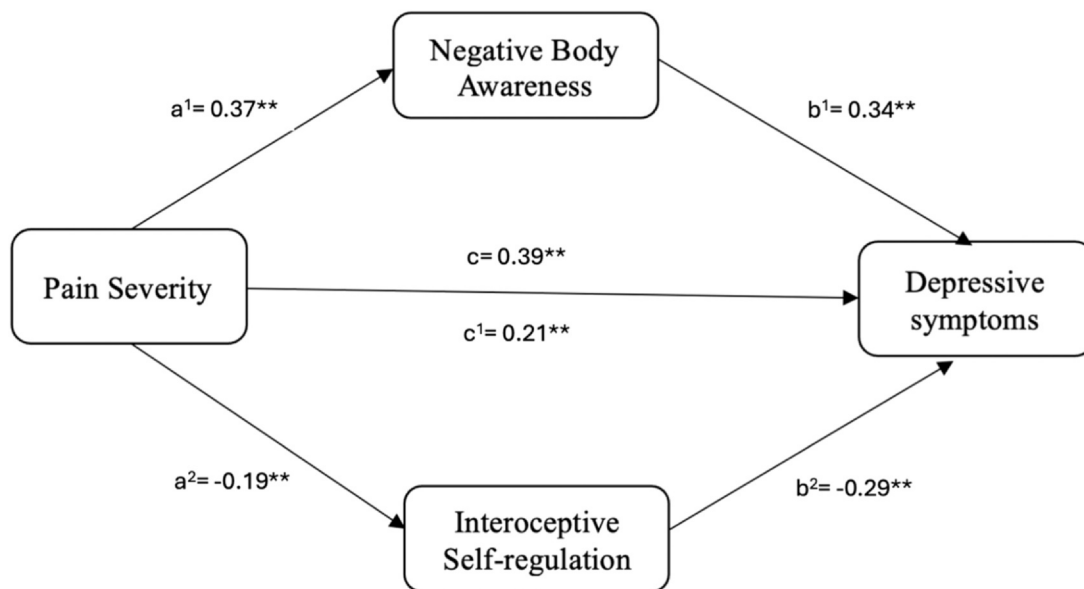 Negative Body
Awareness
a¹= 0.37**
b¹= 0.34**
Pain Severity
c= 0.39**
c¹= 0.21**
Depressive
symptoms
a²= -0.19**
b²= -0.29**
Interoceptive
Self-regulation